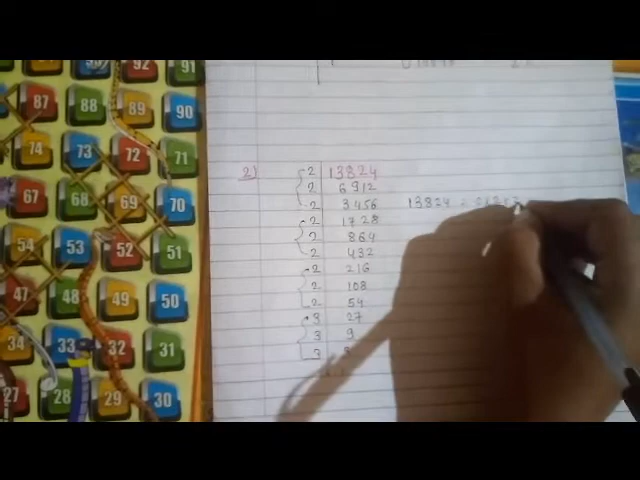 92 91
87 88 89 90
74 73 72 71
67 68 69 70
54 53 52 51
47 48 49 50
34 32 31
27 28 29 30
2) 2 13824
2 6912
2 3456 13824 = 2x2x2
2 1728
2 864
2 432
2 216
2 108
2 54
3 27
3 9
3